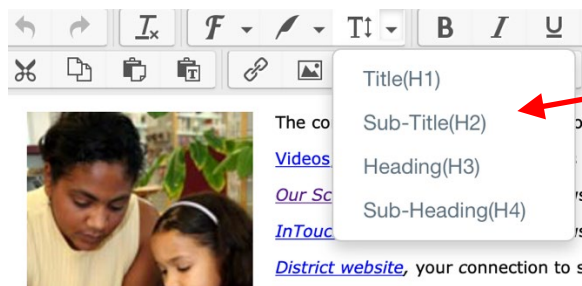 Tx F T B I U
T
Title(H1)
The co
Sub-Title(H2)
Videos
Heading(H3)
Our Sc
Sub-Heading(H4)
InTouc
District website, your connection to s